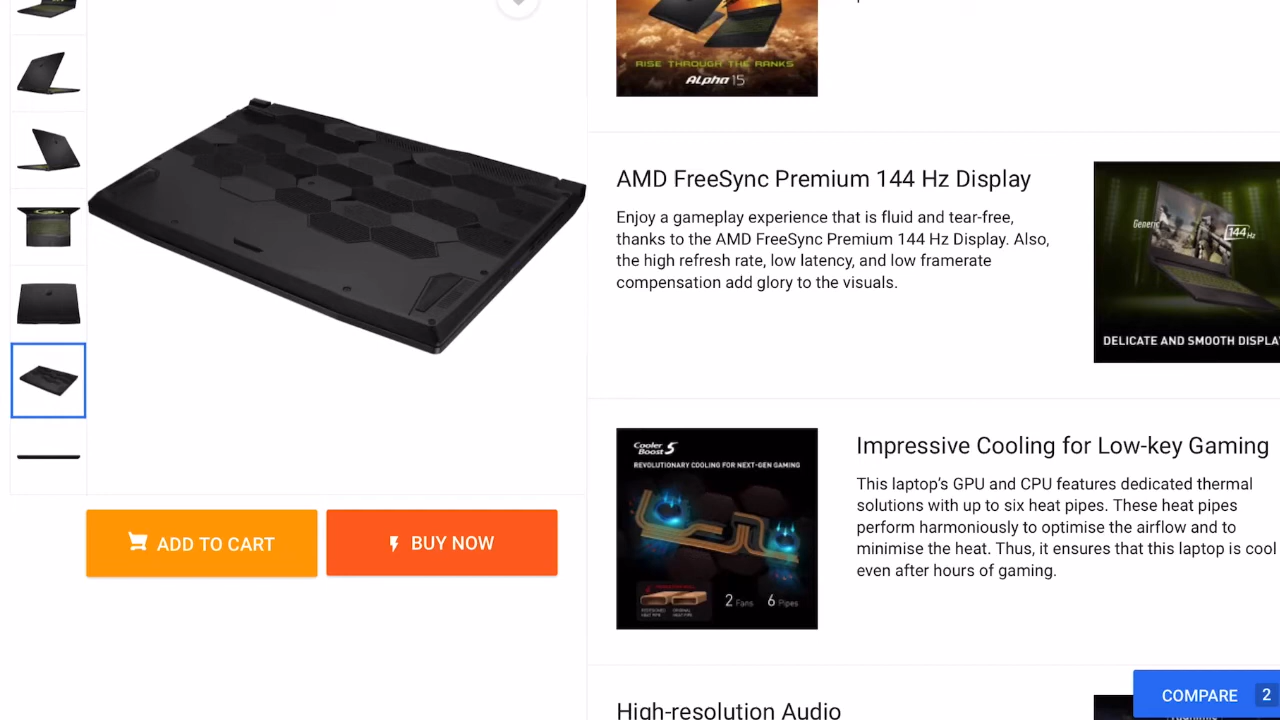 RISE THROUGH THE RANKS
Alpha 15
AMD FreeSync Premium 144 Hz Display
Enjoy a gameplay experience that is fluid and tear-free,
thanks to the AMD FreeSync Premium 144 Hz Display. Also,
the high refresh rate, low latency, and low framerate
compensation add glory to the visuals.
Generic
144Hz
DELICATE AND SMOOTH DISPLA
Cooler
Boost 5
REVOLUTIONARY COOLING FOR NEXT-GEN GAMING
2 Fans 6 Pipes
Impressive Cooling for Low-key Gaming
This laptop’s GPU and CPU features dedicated thermal
solutions with up to six heat pipes. These heat pipes
perform harmoniously to optimise the airflow and to
minimise the heat. Thus, it ensures that this laptop is cool
even after hours of gaming.
ADD TO CART
BUY NOW
High-resolution Audio
COMPARE 2